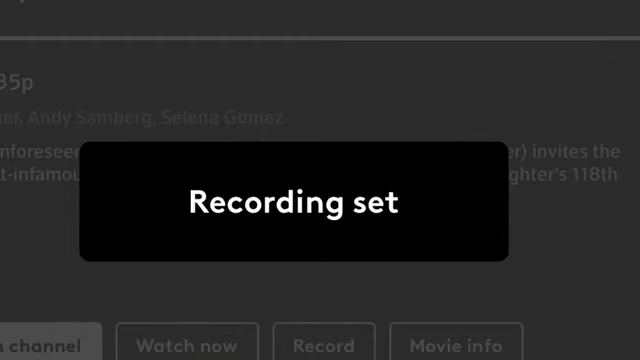 35p
er, Andy Samberg, Selena Gomez
nforeseen er) invites the
t-infamou ghter's 118th
Recording set
channel Watch now Record Movie info